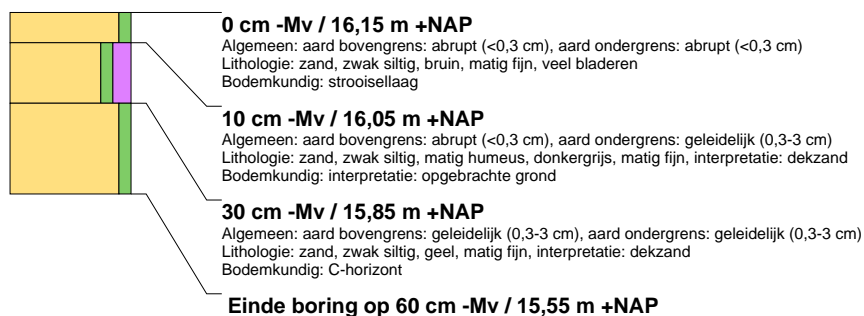 0 cm -Mv / 16,15 m +NAP
Algemeen: aard bovengrens: abrupt (<0,3 cm), aard ondergrens: abrupt (<0,3 cm)
Lithologie: zand, zwak siltig, bruin, matig fijn, veel bladeren
Bodemkundig: strooisellaag
10 cm -Mv / 16,05 m +NAP
Algemeen: aard bovengrens: abrupt (<0,3 cm), aard ondergrens: geleidelijk (0,3-3 cm)
Lithologie: zand, zwak siltig, matig humeus, donkergrijs, matig fijn, interpretatie: dekzand
Bodemkundig: interpretatie: opgebrachte grond
30 cm -Mv / 15,85 m +NAP
Algemeen: aard bovengrens: geleidelijk (0,3-3 cm), aard ondergrens: geleidelijk (0,3-3 cm)
Lithologie: zand, zwak siltig, geel, matig fijn, interpretatie: dekzand
Bodemkundig: C-horizont
Einde boring op 60 cm -Mv / 15,55 m +NAP